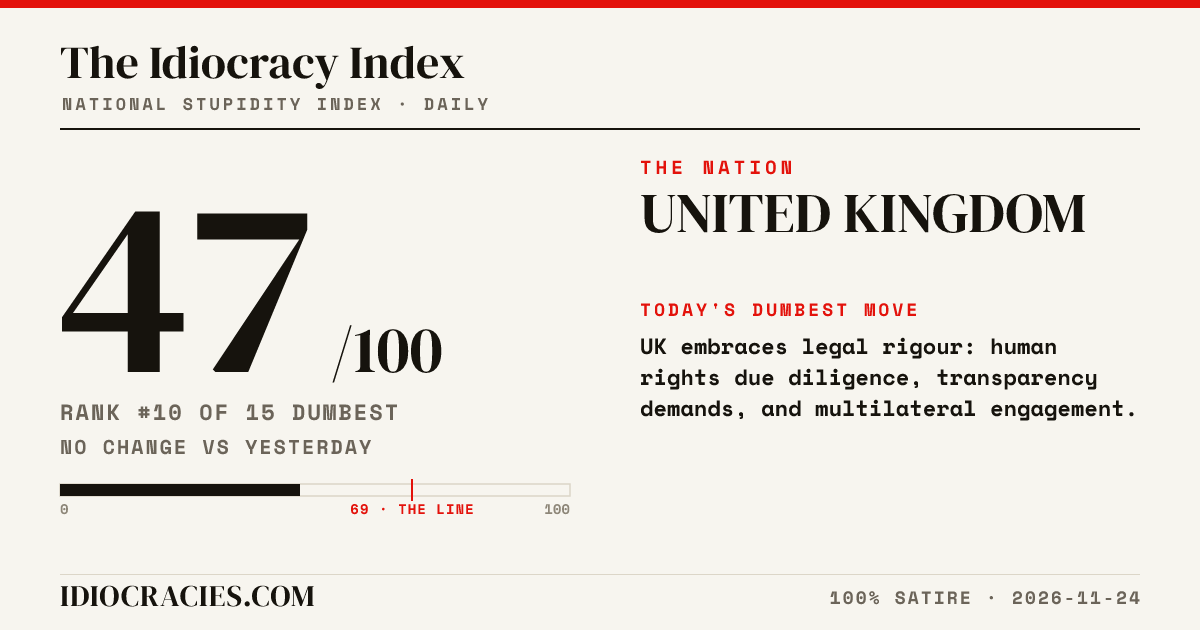 The Idiocracy Index
NATIONAL STUPIDITY INDEX · DAILY
47 /100
RANK #10 OF 15 DUMBEST
NO CHANGE VS YESTERDAY
0
69 · THE LINE
100
THE NATION
UNITED KINGDOM
TODAY'S DUMBEST MOVE
UK embraces legal rigour: human
rights due diligence, transparency
demands, and multilateral engagement.
IDIOCRACIES.COM
100% SATIRE · 2026-11-24